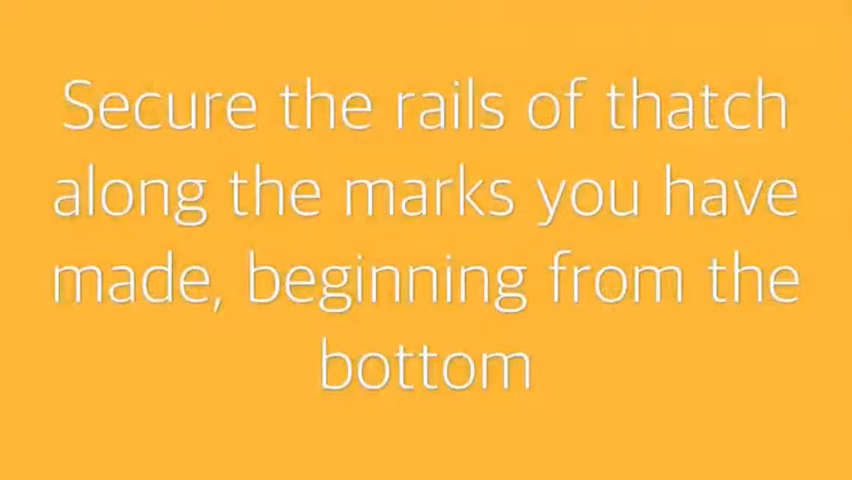 Secure the rails of thatch
along the marks you have
made, beginning from the
bottom